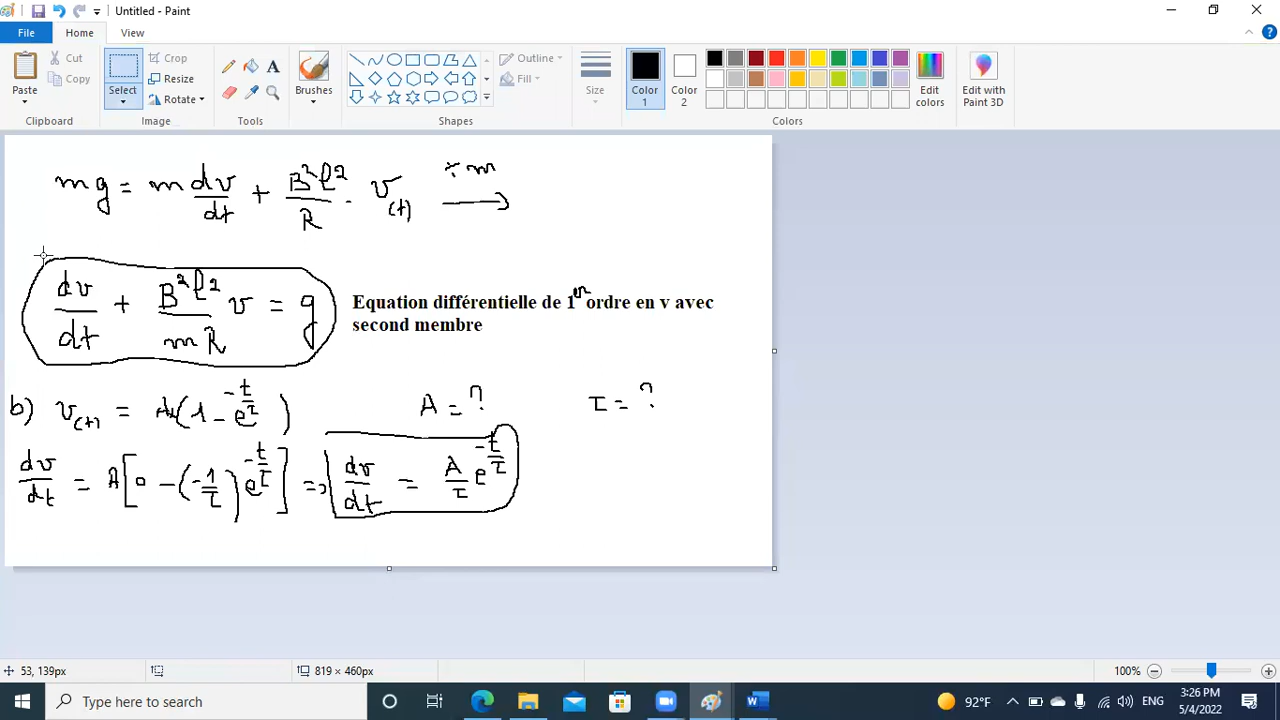 Untitled - Paint
File Home View
Paste Cut Copy Clipboard
Select Crop Resize Rotate Image
Tools
Brushes
Shapes Outline Fill
Size
Color 1 Color 2 Edit colors Edit with Paint 3D
Colors
mg = m dv/dt + B²l²/R . v(t) ÷ m →
dv/dt + B²l²/mR v = g
Equation différentielle de 1er ordre en v avec
second membre
b) v(t) = A(1 - e^(-t/τ)) A = ? τ = ?
dv/dt = A[0 - (-1/τ)e^(-t/τ)] => dv/dt = A/τ e^(-t/τ)
53, 139px 819 × 460px 100%
Type here to search
92°F ENG 3:26 PM
5/4/2022